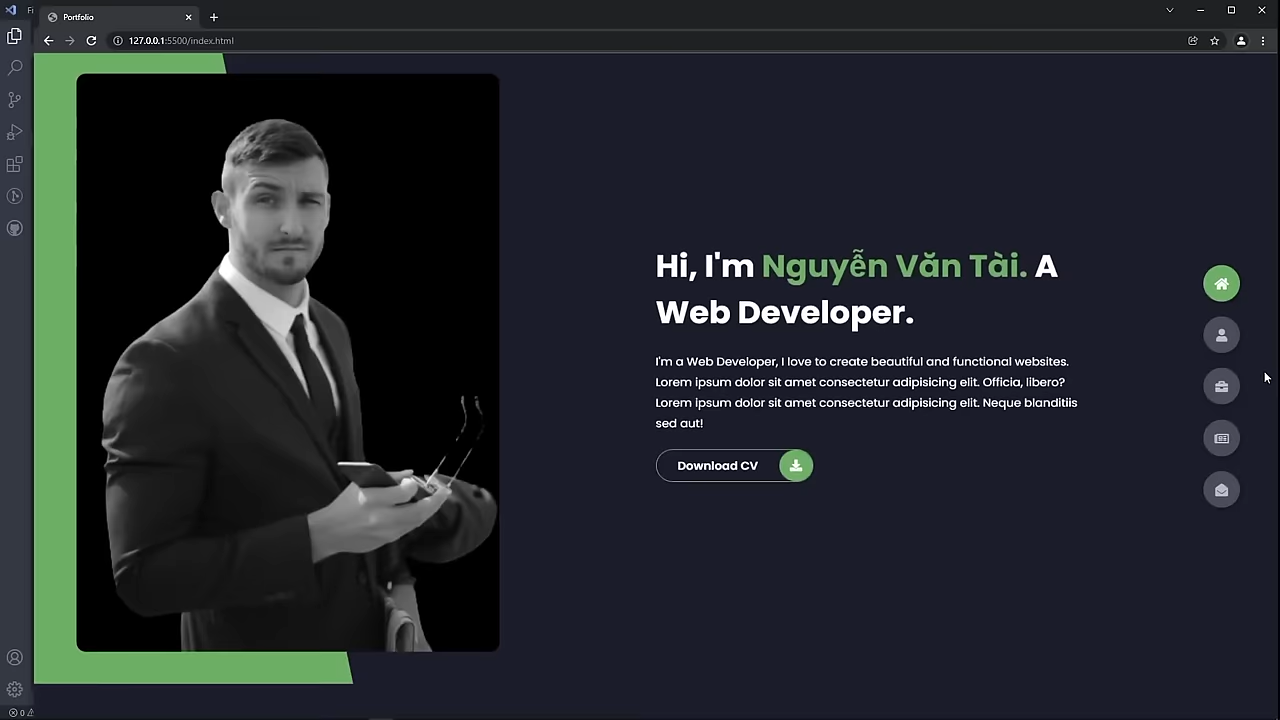 Fi
Portfolio
127.0.0.1:5500/index.html
Hi, I'm Nguyễn Văn Tài. A
Web Developer.
I'm a Web Developer, I love to create beautiful and functional websites.
Lorem ipsum dolor sit amet consectetur adipisicing elit. Officia, libero?
Lorem ipsum dolor sit amet consectetur adipisicing elit. Neque blanditiis
sed aut!
Download CV
0